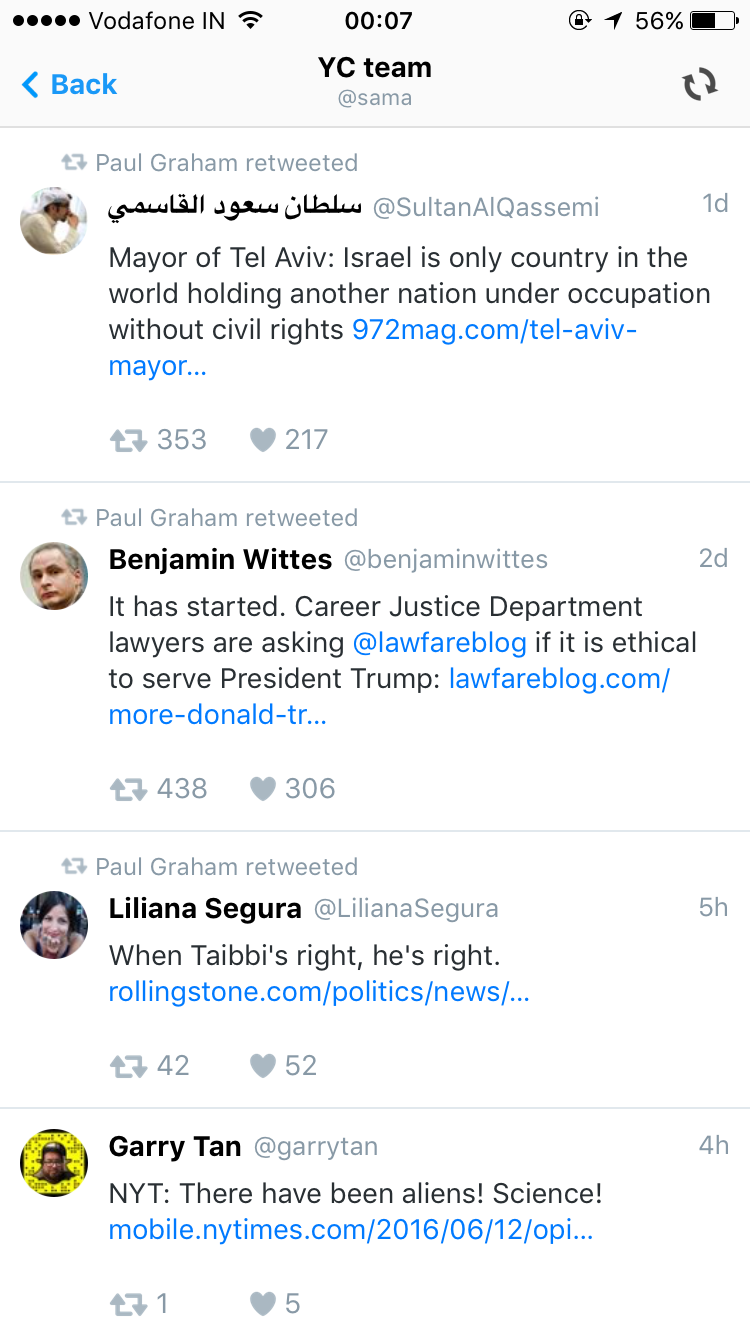 Vodafone IN 00:07 56%
Back YC team
@sama
Paul Graham retweeted
سلطان سعود القاسمي @SultanAlQassemi 1d
Mayor of Tel Aviv: Israel is only country in the
world holding another nation under occupation
without civil rights 972mag.com/tel-aviv-
mayor...
353 217
Paul Graham retweeted
Benjamin Wittes @benjaminwittes 2d
It has started. Career Justice Department
lawyers are asking @lawfareblog if it is ethical
to serve President Trump: lawfareblog.com/
more-donald-tr...
438 306
Paul Graham retweeted
Liliana Segura @LilianaSegura 5h
When Taibbi's right, he's right.
rollingstone.com/politics/news/...
42 52
Garry Tan @garrytan 4h
NYT: There have been aliens! Science!
mobile.nytimes.com/2016/06/12/opi...
1 5